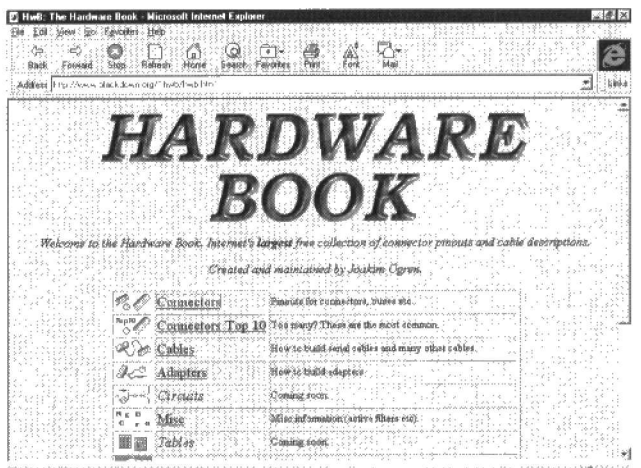 HwB: The Hardware Book - Microsoft Internet Explorer
File Edit View Go Favorites Help
Back Forward Stop Refresh Home Search Favorites Print Font Mail
Address Links
HARDWARE
BOOK
Welcome to the Hardware Book. Internet's largest free collection of connector pinouts and cable descriptions.
Created and maintained by Joakim Ögren.
Connectors Pinouts for connectors, buses etc.
Top10 Connectors Top 10 Too many? These are the most common.
Cables How to build serial cables and many other cables.
Adapters How to build adapters.
Circuits Coming soon.
Misc Misc information (active filters etc).
Tables Coming soon.